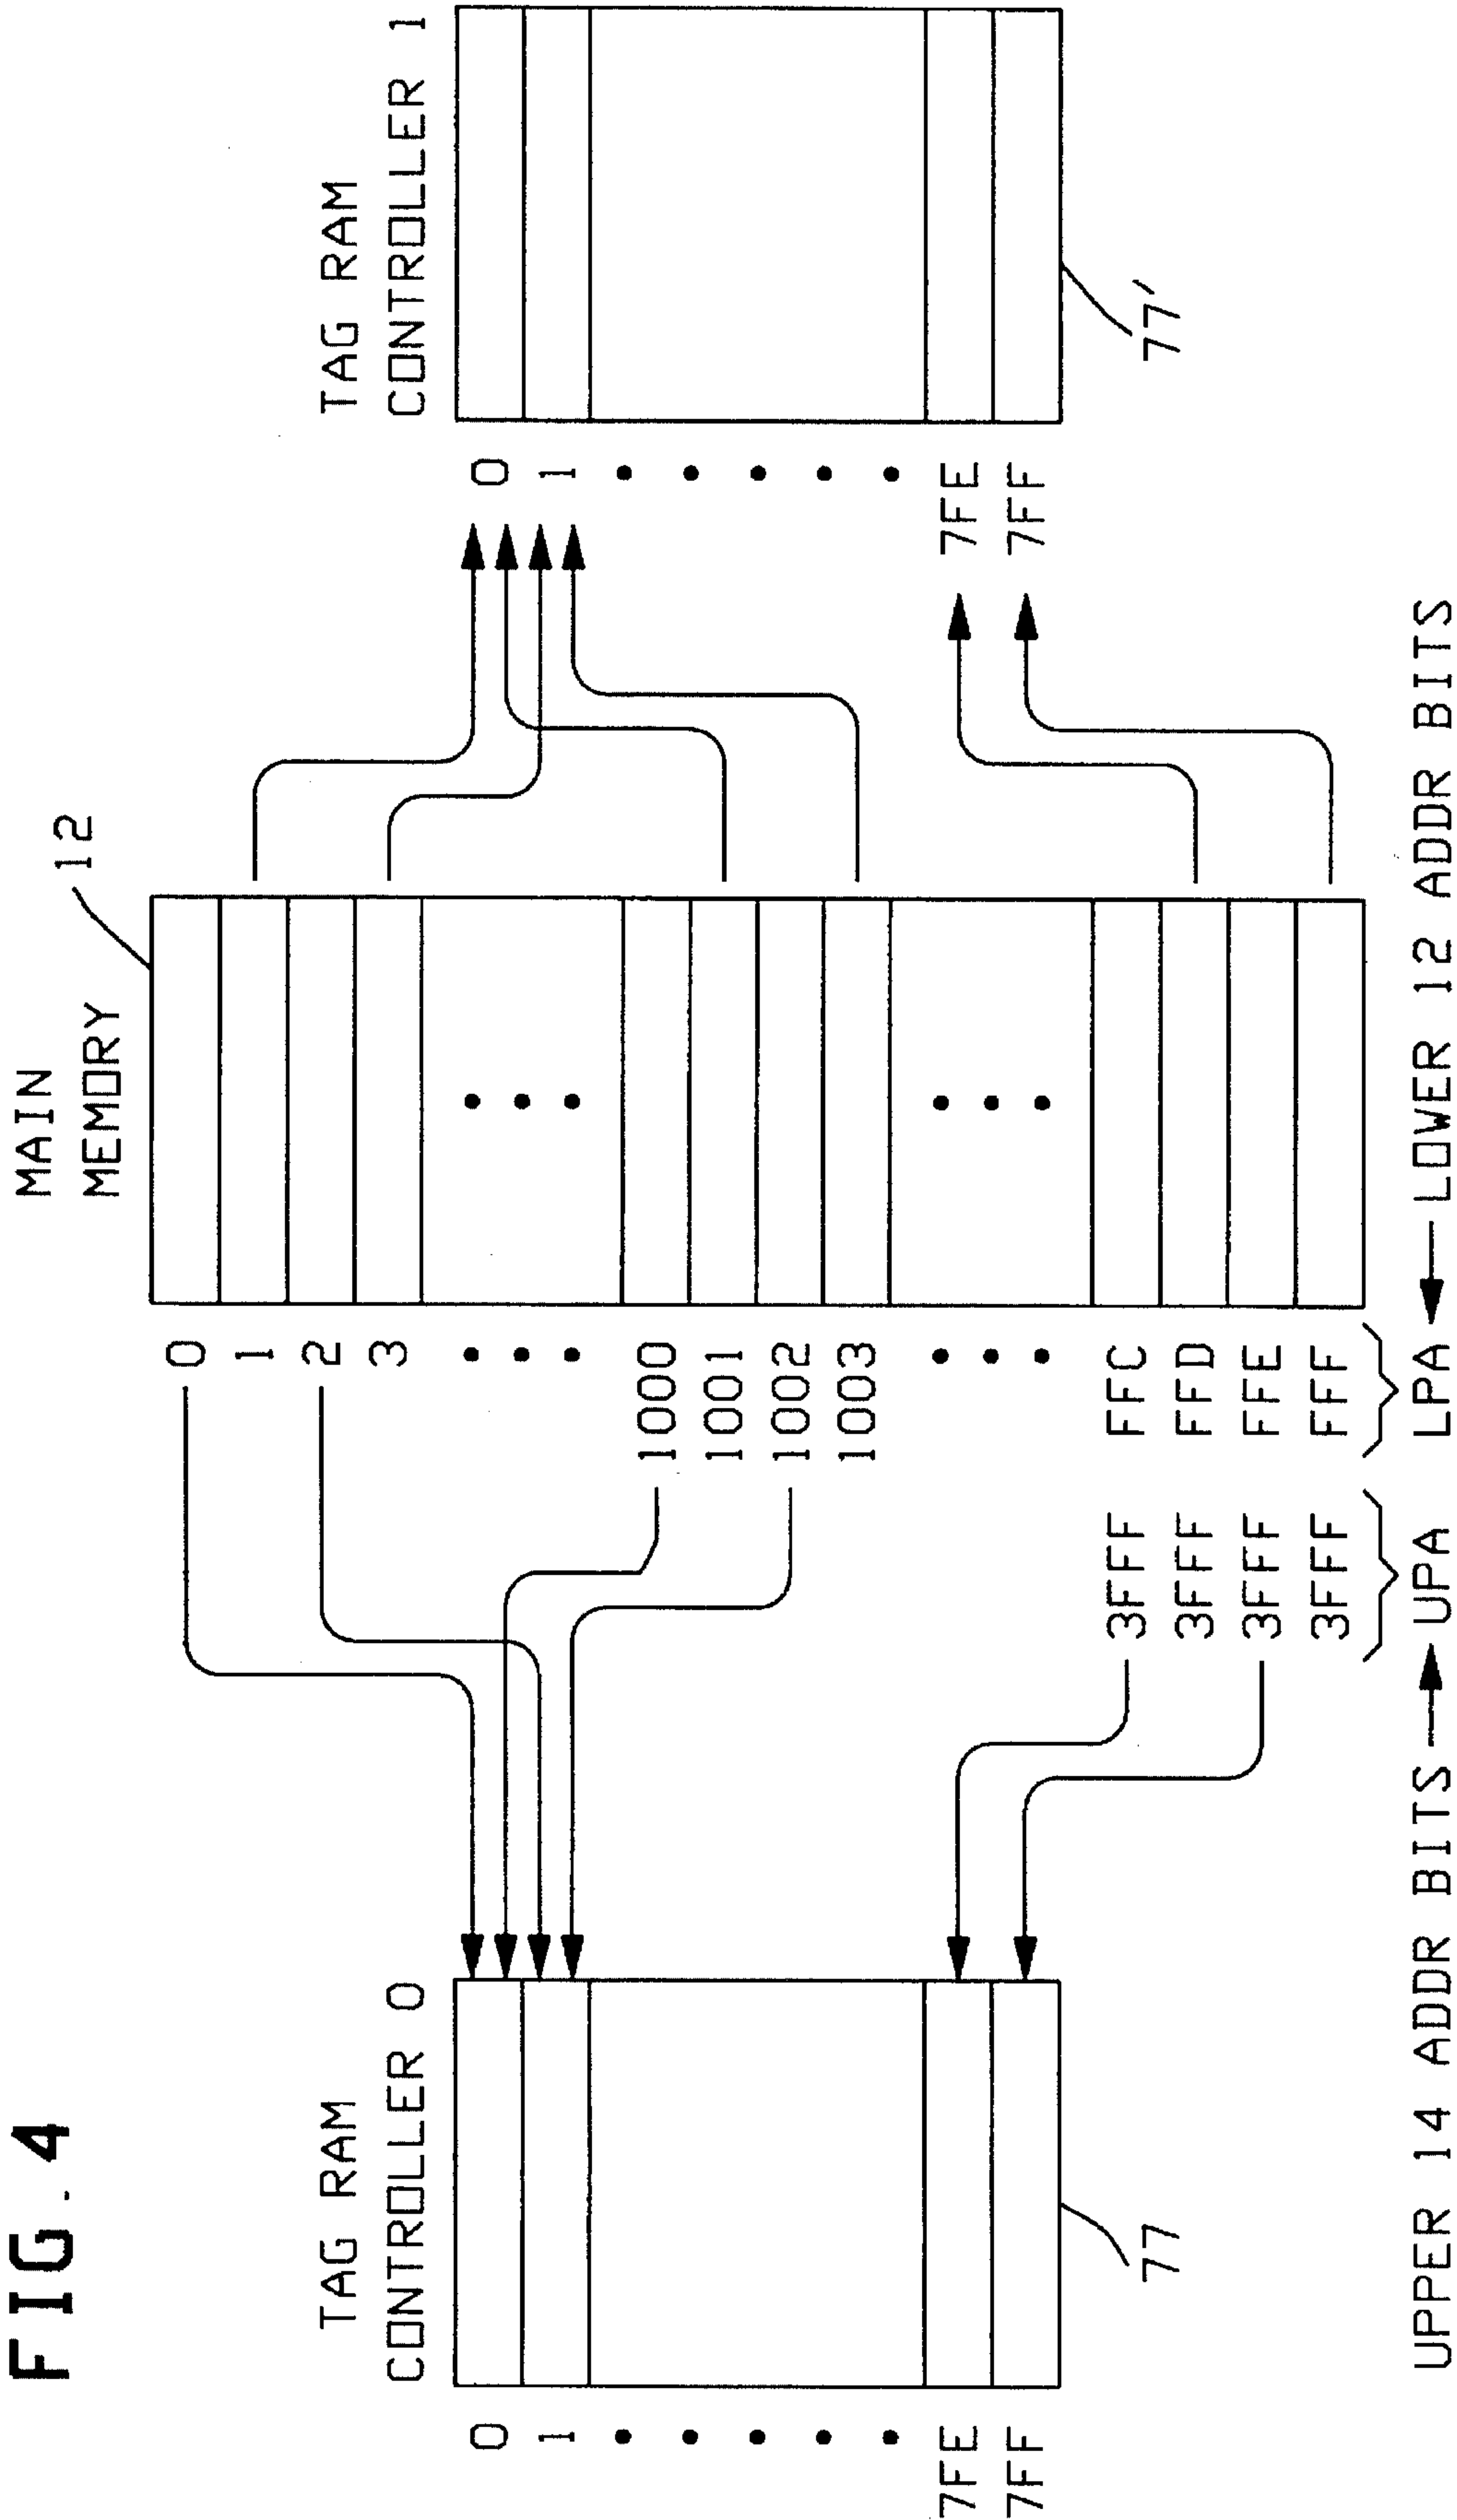 FIG. 4
MAIN
MEMORY
12
TAG RAM
CONTROLLER 0
TAG RAM
CONTROLLER 1
0
1
7FE
7FF
77
0
1
2
3
1000
1001
1002
1003
3FFF FFC
3FFF FFD
3FFF FFE
3FFF FFF
0
1
7FE
7FF
77'
UPPER 14 ADDR BITS → UPA LPA ← LOWER 12 ADDR BITS